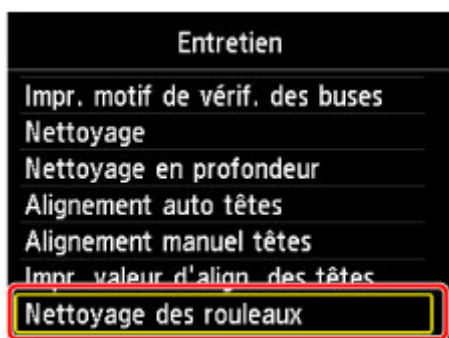 Entretien
Impr. motif de vérif. des buses
Nettoyage
Nettoyage en profondeur
Alignement auto têtes
Alignement manuel têtes
Impr. valeur d'align. des têtes
Nettoyage des rouleaux